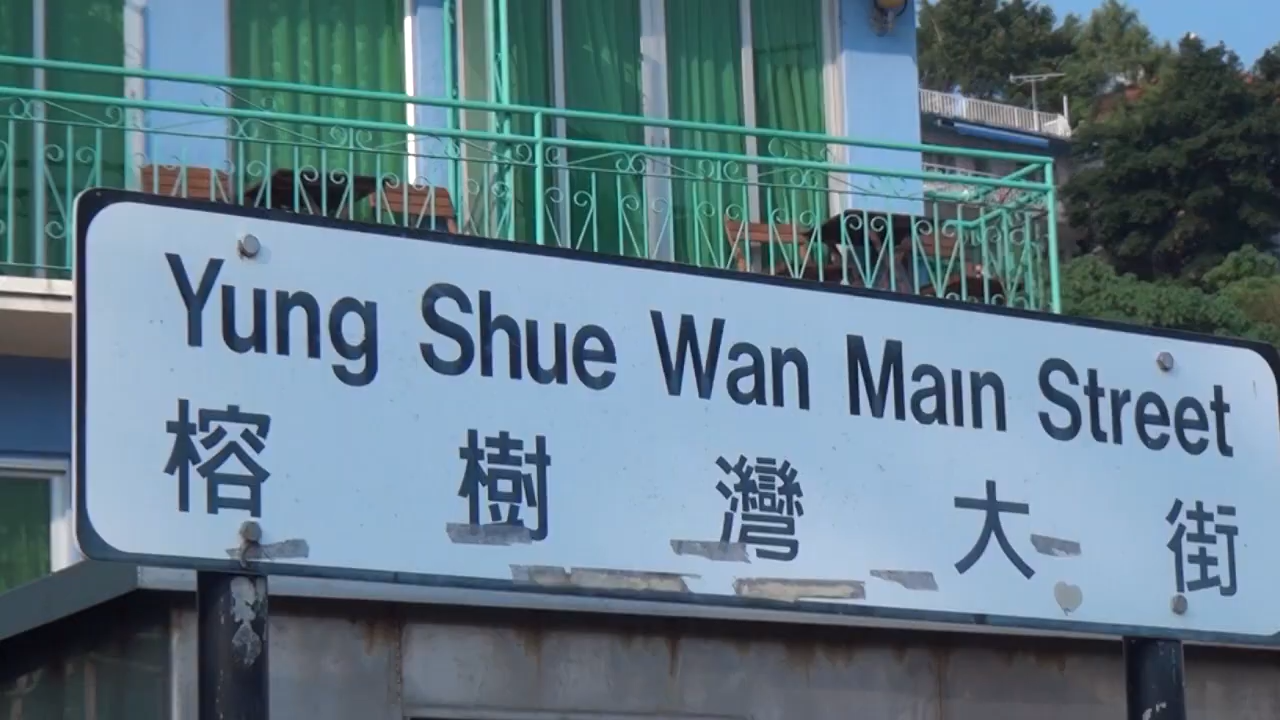 Yung Shue Wan Main Street
榕樹灣大街